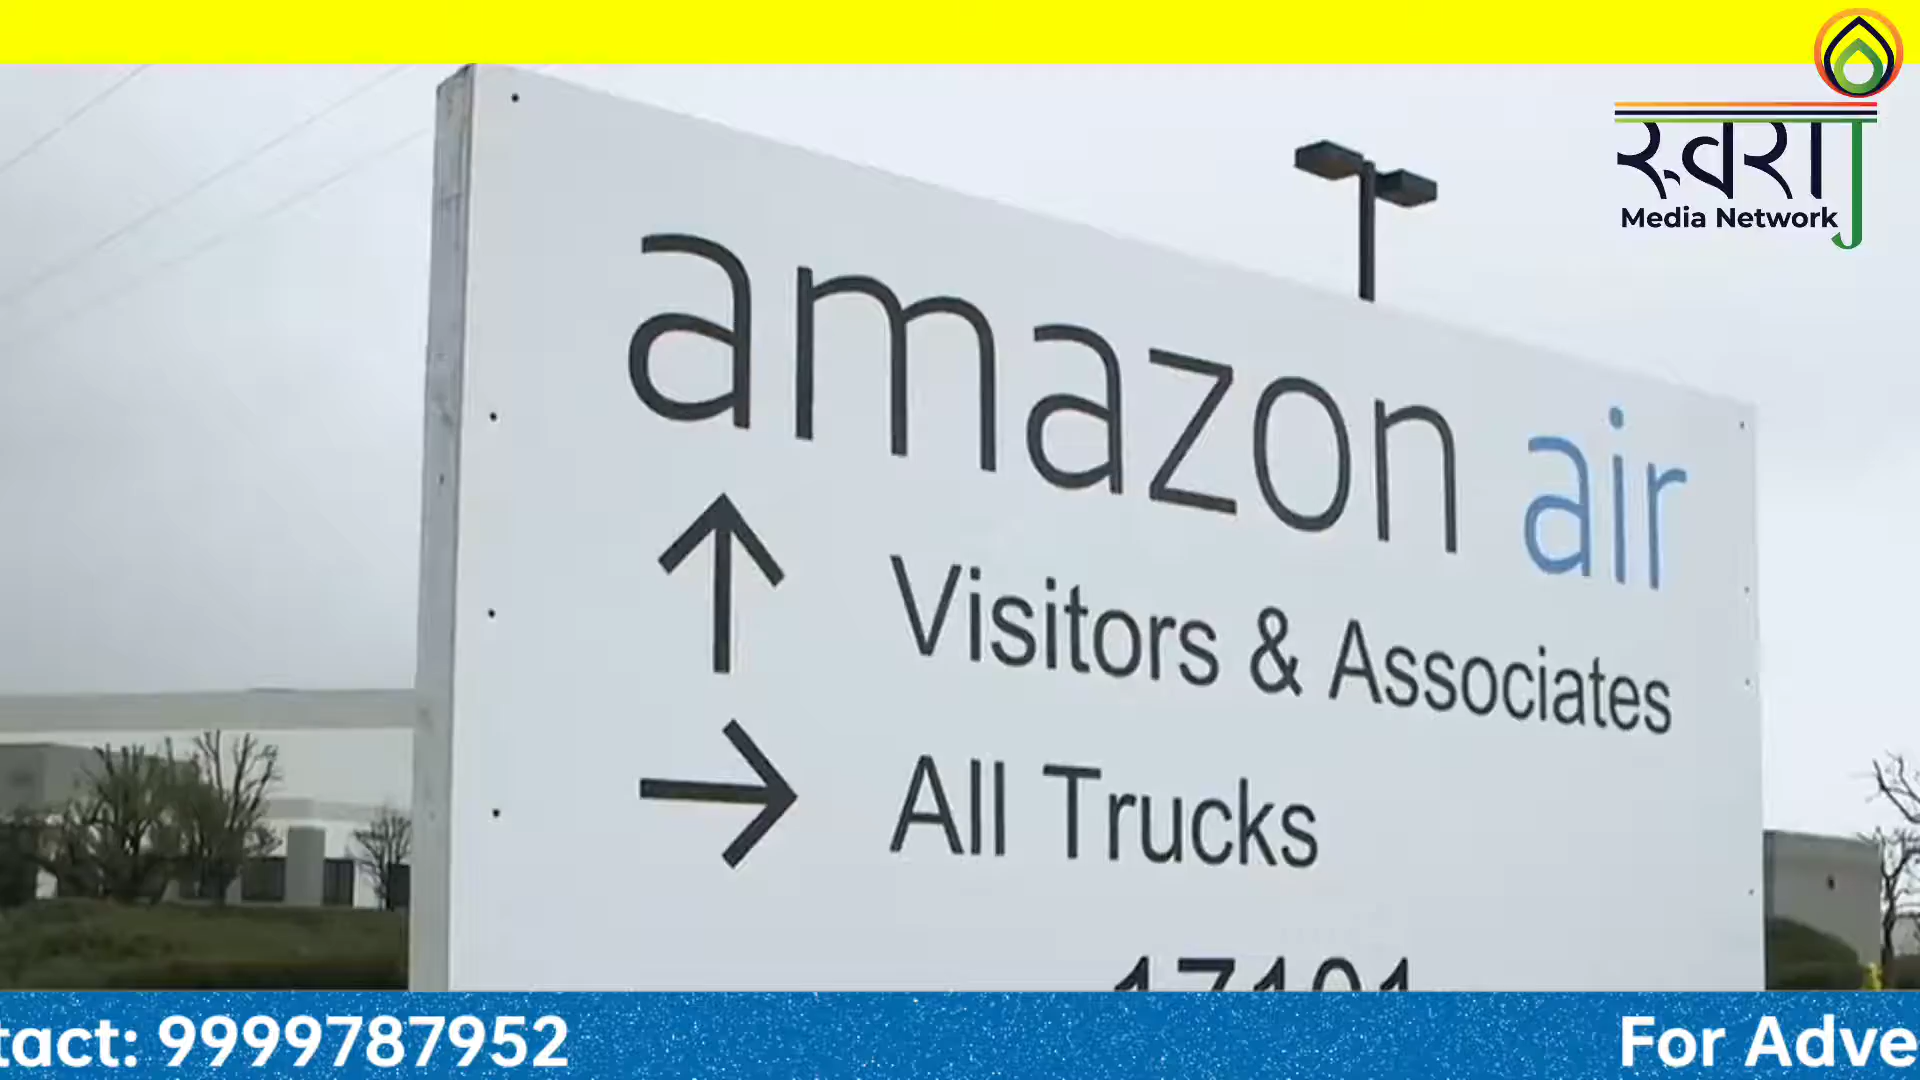 स्वराj
Media Network
amazon air
Visitors & Associates
All Trucks
tact: 9999787952
For Adve